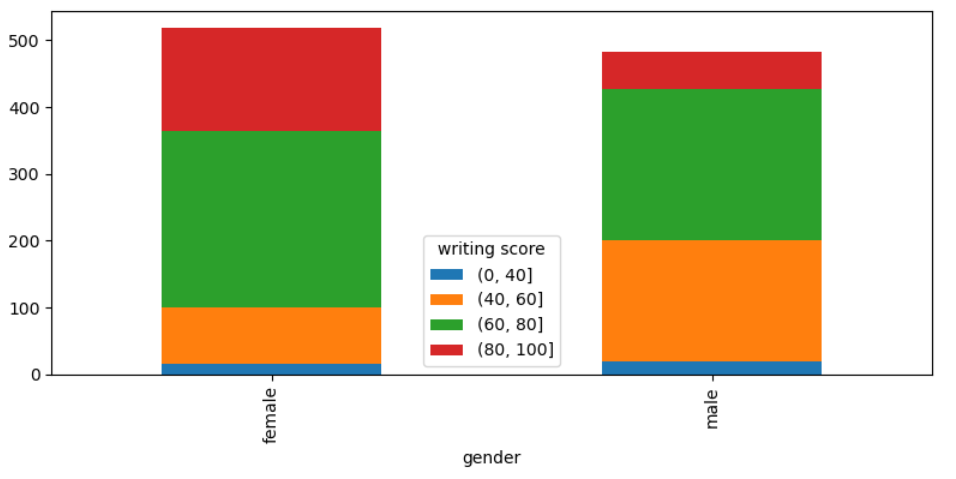 500
400
300
200
100
0
writing score
(0, 40]
(40, 60]
(60, 80]
(80, 100]
female
male
gender